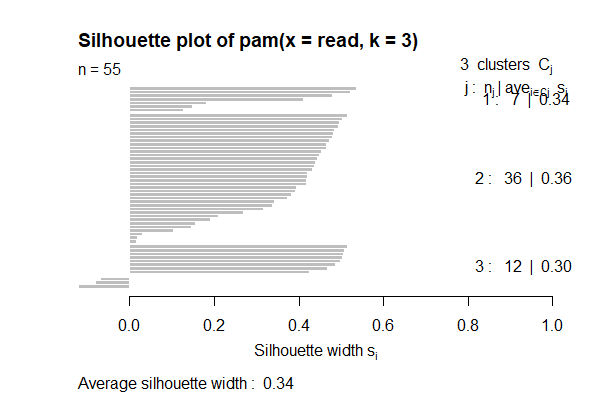 Silhouette plot of pam(x = read, k = 3)
n = 55
3 clusters Cj
j : nj | avei∈Cj si
1 : 7 | 0.34
2 : 36 | 0.36
3 : 12 | 0.30
0.0 0.2 0.4 0.6 0.8 1.0
Silhouette width si
Average silhouette width : 0.34